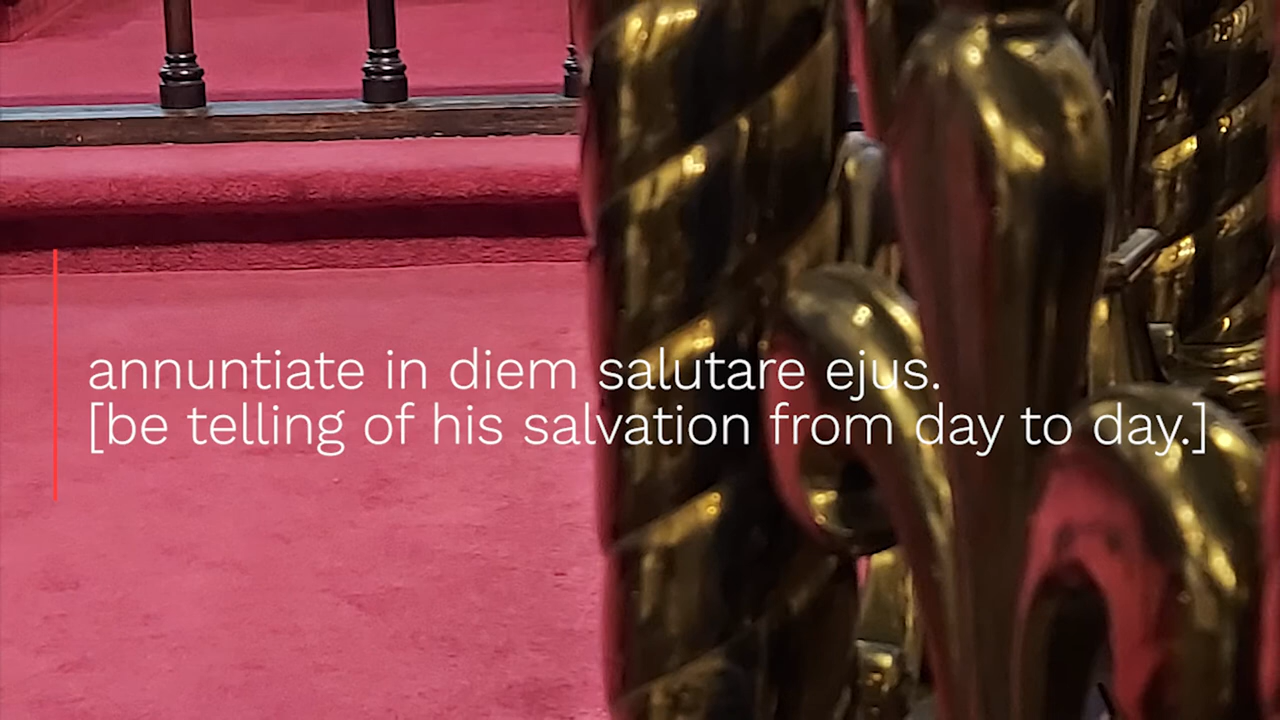 annuntiate in diem salutare ejus.
[be telling of his salvation from day to day.]